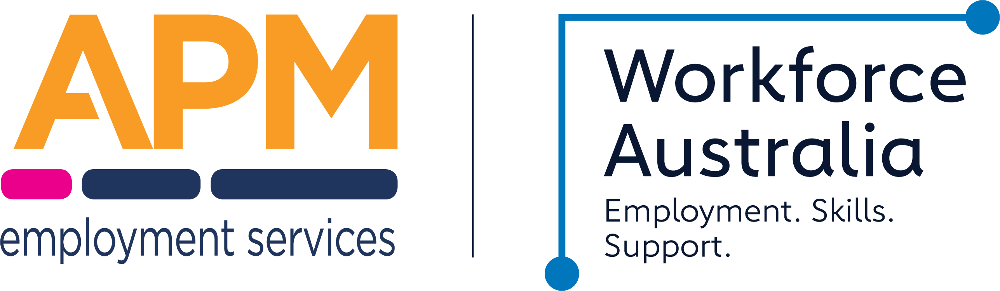 APM
employment services
Workforce
Australia
Employment. Skills.
Support.